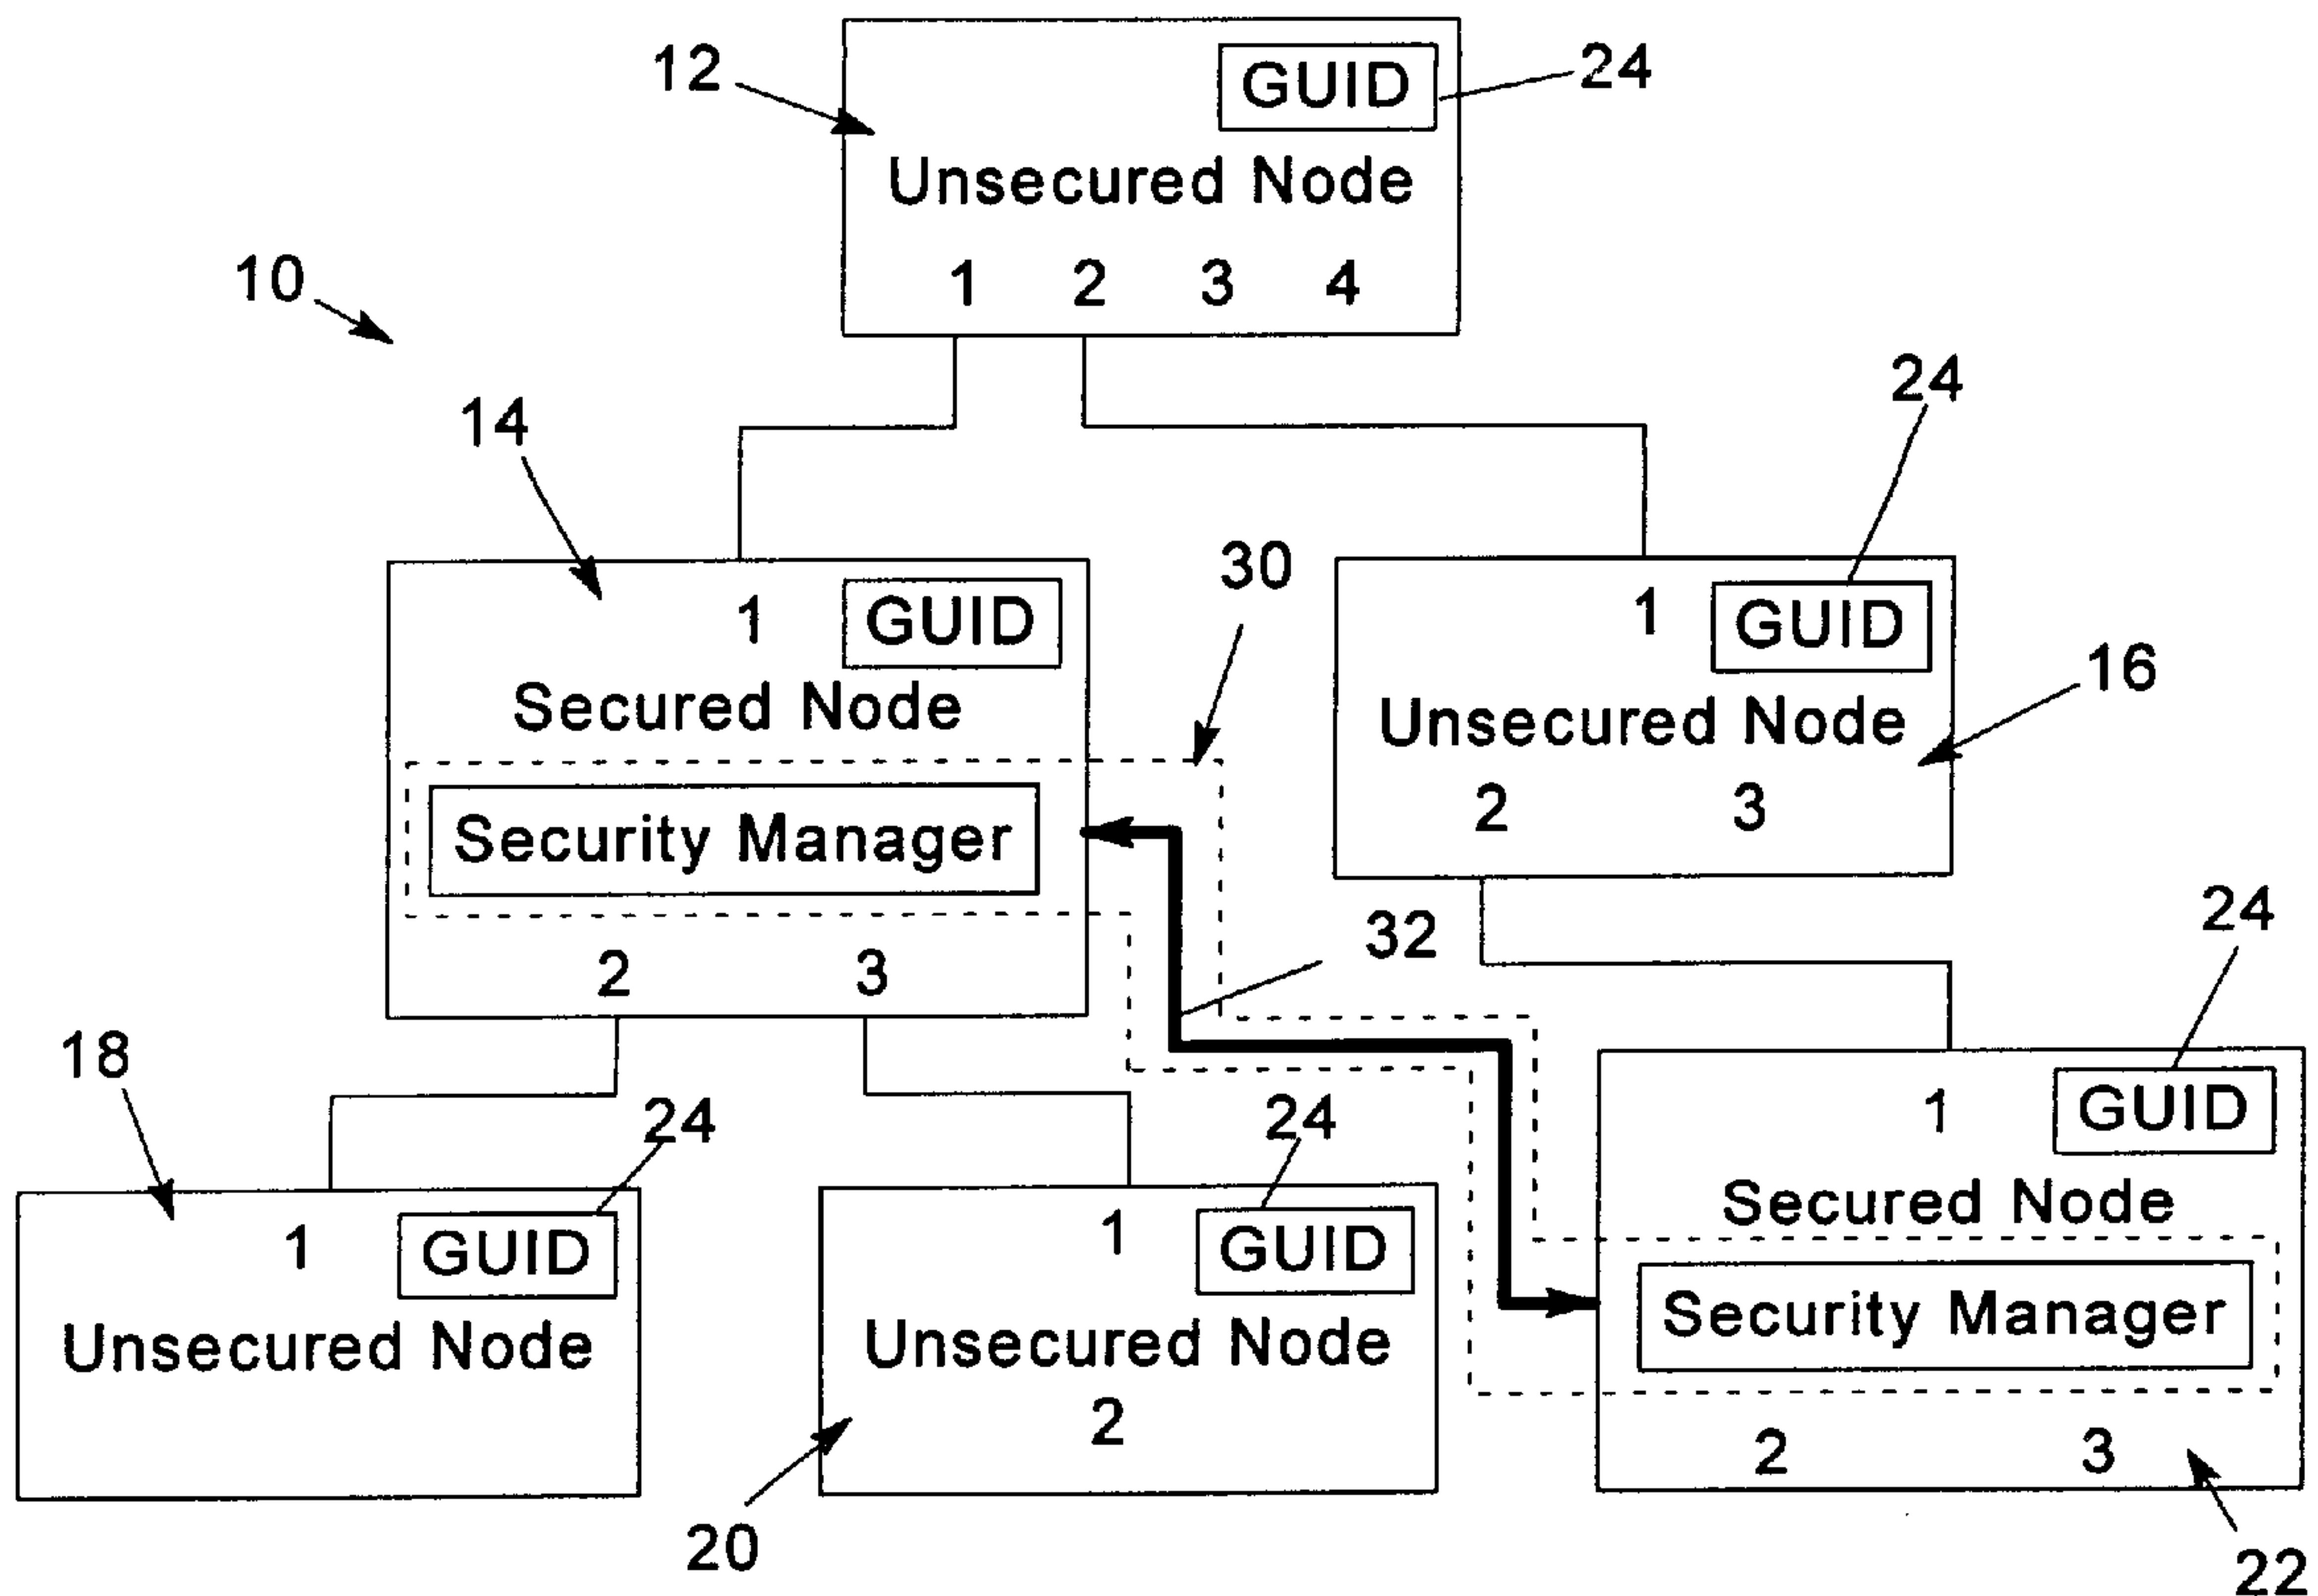 12
GUID
24
Unsecured Node
1 2 3 4
10
24
14
30
1
GUID
1
GUID
16
Secured Node
Unsecured Node
Security Manager
2 3
32
24
2 3
18
24
24
1
GUID
1
GUID
1
GUID
Secured Node
Unsecured Node
Unsecured Node
Security Manager
2
2 3
20
22